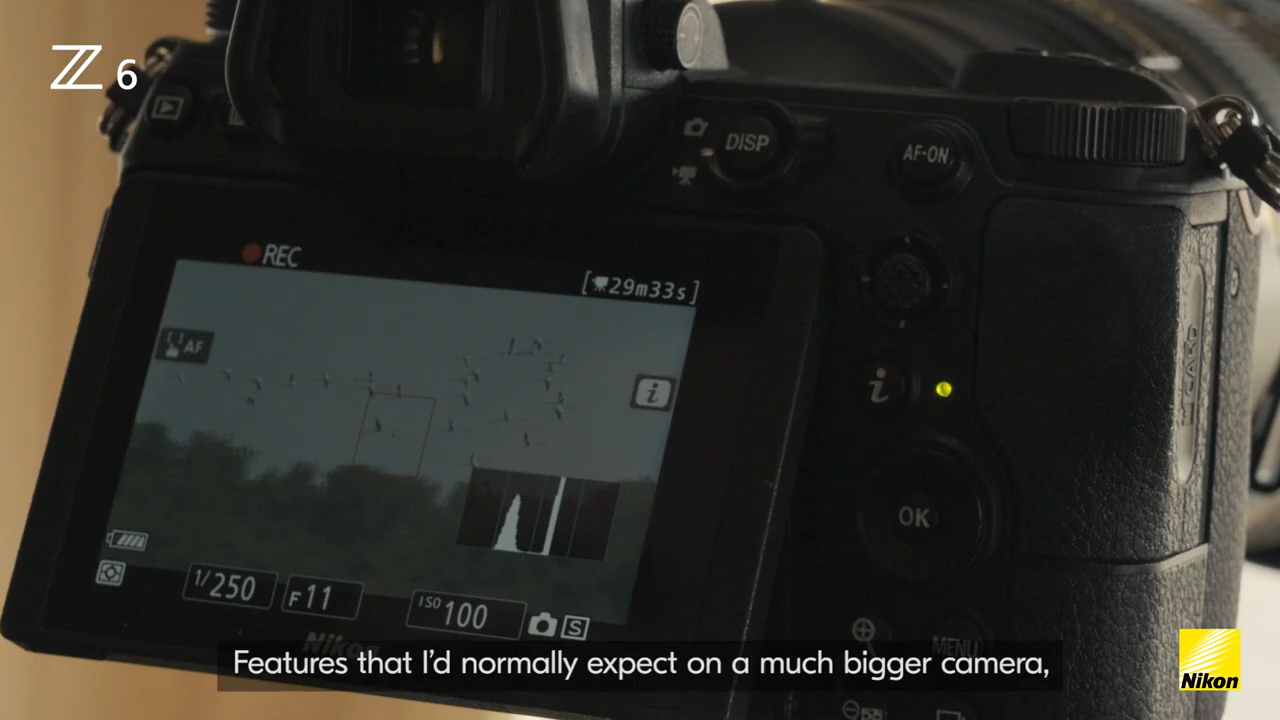 Z 6
DISP
AF-ON
REC
[29m33s]
AF
i
i
OK
1/250
F11
ISO 100
S
Nikon
MENU
Features that I'd normally expect on a much bigger camera,
Nikon